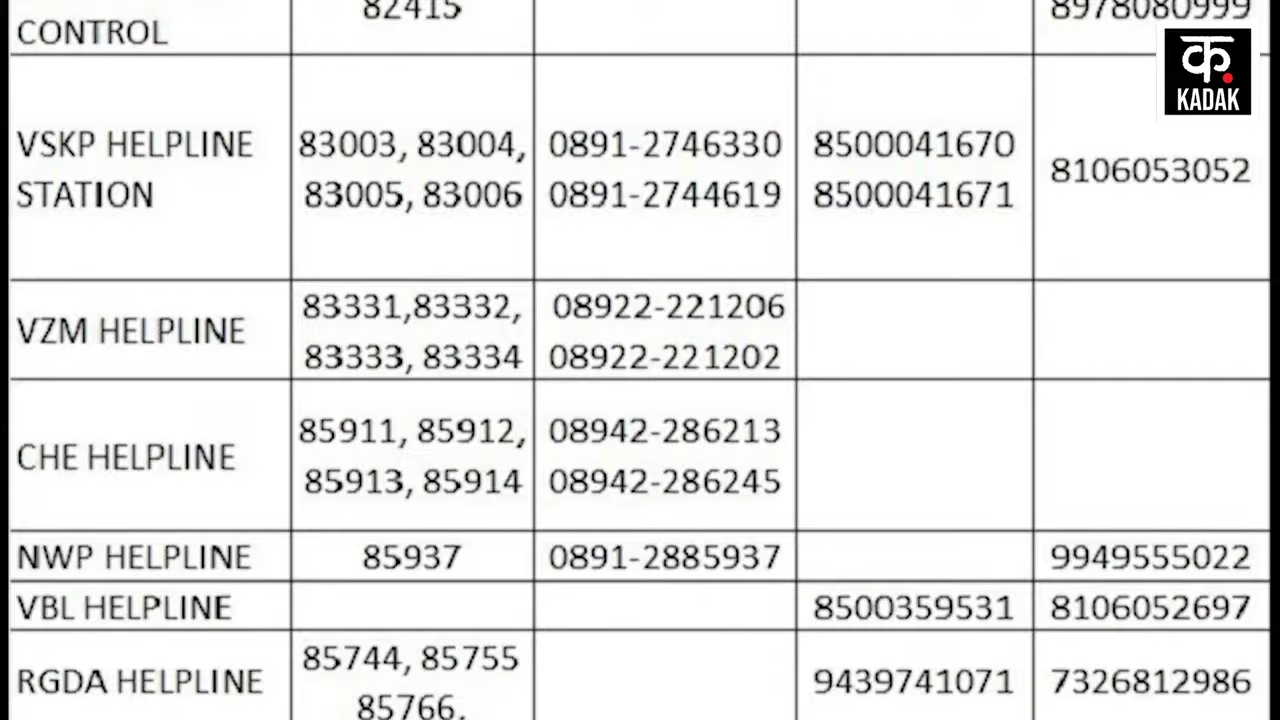 82415 8978080999
CONTROL
क.
KADAK
VSKP HELPLINE 83003, 83004, 0891-2746330 8500041670
8106053052
STATION 83005, 83006 0891-2744619 8500041671
83331,83332, 08922-221206
VZM HELPLINE
83333, 83334 08922-221202
85911, 85912, 08942-286213
CHE HELPLINE
85913, 85914 08942-286245
NWP HELPLINE 85937 0891-2885937 9949555022
VBL HELPLINE 8500359531 8106052697
85744, 85755
RGDA HELPLINE 9439741071 7326812986
85766,